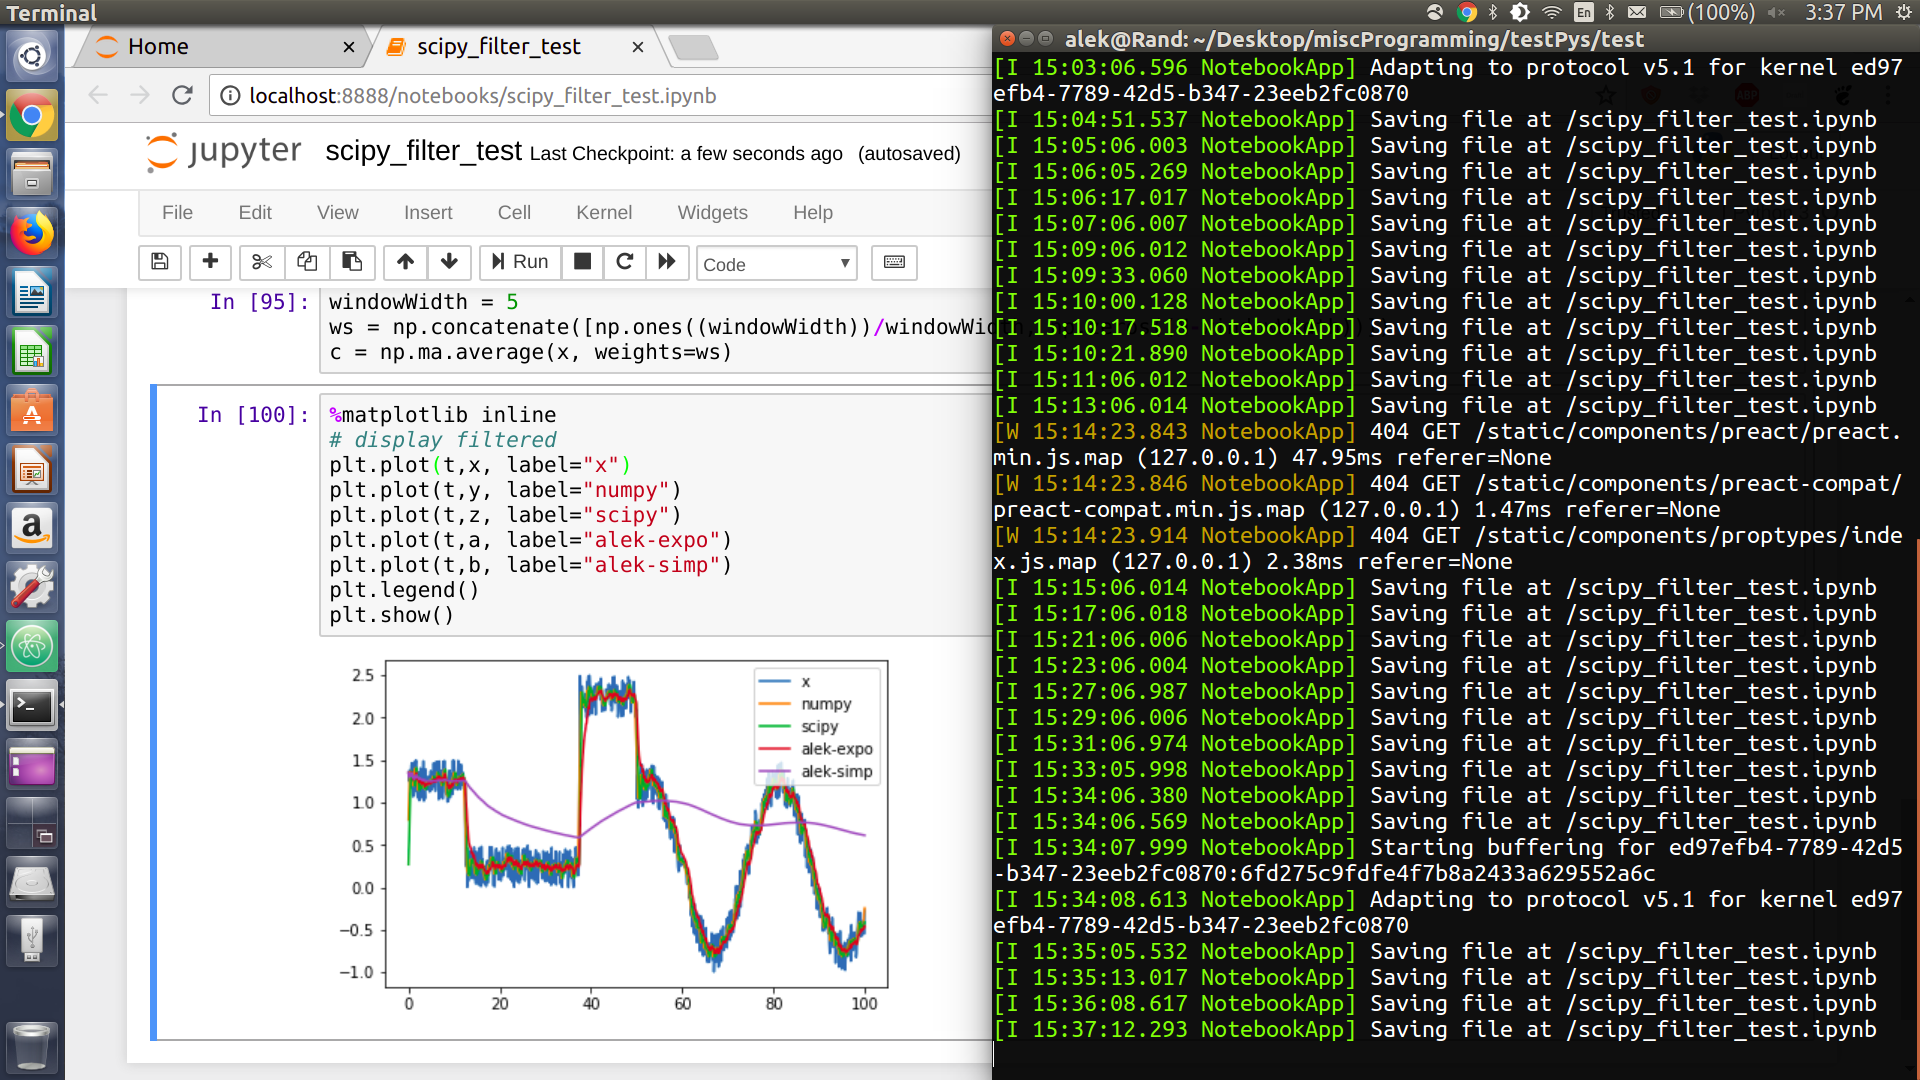 Terminal
En
(100%)
3:37 PM
Home
scipy_filter_test
localhost:8888/notebooks/scipy_filter_test.ipynb
jupyter scipy_filter_test Last Checkpoint: a few seconds ago (autosaved)
File Edit View Insert Cell Kernel Widgets Help
Run
Code
In [95]: windowWidth = 5
ws = np.concatenate([np.ones((windowWidth))/windowWid
c = np.ma.average(x, weights=ws)
In [100]: %matplotlib inline
# display filtered
plt.plot(t,x, label="x")
plt.plot(t,y, label="numpy")
plt.plot(t,z, label="scipy")
plt.plot(t,a, label="alek-expo")
plt.plot(t,b, label="alek-simp")
plt.legend()
plt.show()
2.5
2.0
1.5
1.0
0.5
0.0
−0.5
−1.0
0 20 40 60 80 100
x
numpy
scipy
alek-expo
alek-simp
alek@Rand: ~/Desktop/miscProgramming/testPys/test
[I 15:03:06.596 NotebookApp] Adapting to protocol v5.1 for kernel ed97
efb4-7789-42d5-b347-23eeb2fc0870
[I 15:04:51.537 NotebookApp] Saving file at /scipy_filter_test.ipynb
[I 15:05:06.003 NotebookApp] Saving file at /scipy_filter_test.ipynb
[I 15:06:05.269 NotebookApp] Saving file at /scipy_filter_test.ipynb
[I 15:06:17.017 NotebookApp] Saving file at /scipy_filter_test.ipynb
[I 15:07:06.007 NotebookApp] Saving file at /scipy_filter_test.ipynb
[I 15:09:06.012 NotebookApp] Saving file at /scipy_filter_test.ipynb
[I 15:09:33.060 NotebookApp] Saving file at /scipy_filter_test.ipynb
[I 15:10:00.128 NotebookApp] Saving file at /scipy_filter_test.ipynb
[I 15:10:17.518 NotebookApp] Saving file at /scipy_filter_test.ipynb
[I 15:10:21.890 NotebookApp] Saving file at /scipy_filter_test.ipynb
[I 15:11:06.012 NotebookApp] Saving file at /scipy_filter_test.ipynb
[I 15:13:06.014 NotebookApp] Saving file at /scipy_filter_test.ipynb
[W 15:14:23.843 NotebookApp] 404 GET /static/components/preact/preact.
min.js.map (127.0.0.1) 47.95ms referer=None
[W 15:14:23.846 NotebookApp] 404 GET /static/components/preact-compat/
preact-compat.min.js.map (127.0.0.1) 1.47ms referer=None
[W 15:14:23.914 NotebookApp] 404 GET /static/components/proptypes/inde
x.js.map (127.0.0.1) 2.38ms referer=None
[I 15:15:06.014 NotebookApp] Saving file at /scipy_filter_test.ipynb
[I 15:17:06.018 NotebookApp] Saving file at /scipy_filter_test.ipynb
[I 15:21:06.006 NotebookApp] Saving file at /scipy_filter_test.ipynb
[I 15:23:06.004 NotebookApp] Saving file at /scipy_filter_test.ipynb
[I 15:27:06.987 NotebookApp] Saving file at /scipy_filter_test.ipynb
[I 15:29:06.006 NotebookApp] Saving file at /scipy_filter_test.ipynb
[I 15:31:06.974 NotebookApp] Saving file at /scipy_filter_test.ipynb
[I 15:33:05.998 NotebookApp] Saving file at /scipy_filter_test.ipynb
[I 15:34:06.380 NotebookApp] Saving file at /scipy_filter_test.ipynb
[I 15:34:06.569 NotebookApp] Saving file at /scipy_filter_test.ipynb
[I 15:34:07.999 NotebookApp] Starting buffering for ed97efb4-7789-42d5
-b347-23eeb2fc0870:6fd275c9fdfe4f7b8a2433a629552a6c
[I 15:34:08.613 NotebookApp] Adapting to protocol v5.1 for kernel ed97
efb4-7789-42d5-b347-23eeb2fc0870
[I 15:35:05.532 NotebookApp] Saving file at /scipy_filter_test.ipynb
[I 15:35:13.017 NotebookApp] Saving file at /scipy_filter_test.ipynb
[I 15:36:08.617 NotebookApp] Saving file at /scipy_filter_test.ipynb
[I 15:37:12.293 NotebookApp] Saving file at /scipy_filter_test.ipynb